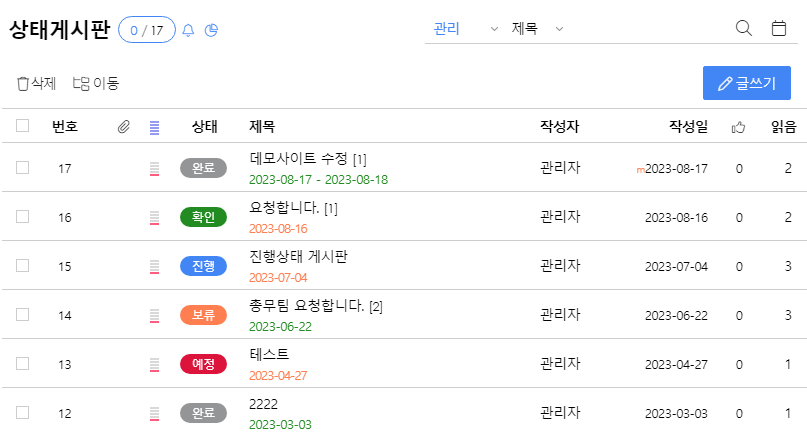 상태게시판 0 / 17 관리 제목
삭제 이동 글쓰기
번호 상태 제목 작성자 작성일 읽음
17 완료 데모사이트 수정 [1] 관리자 m2023-08-17 0 2
2023-08-17 - 2023-08-18
16 확인 요청합니다. [1] 관리자 2023-08-16 0 2
2023-08-16
15 진행 진행상태 게시판 관리자 2023-07-04 0 3
2023-07-04
14 보류 총무팀 요청합니다. [2] 관리자 2023-06-22 0 3
2023-06-22
13 예정 테스트 관리자 2023-04-27 0 1
2023-04-27
12 완료 2222 관리자 2023-03-03 0 1
2023-03-03